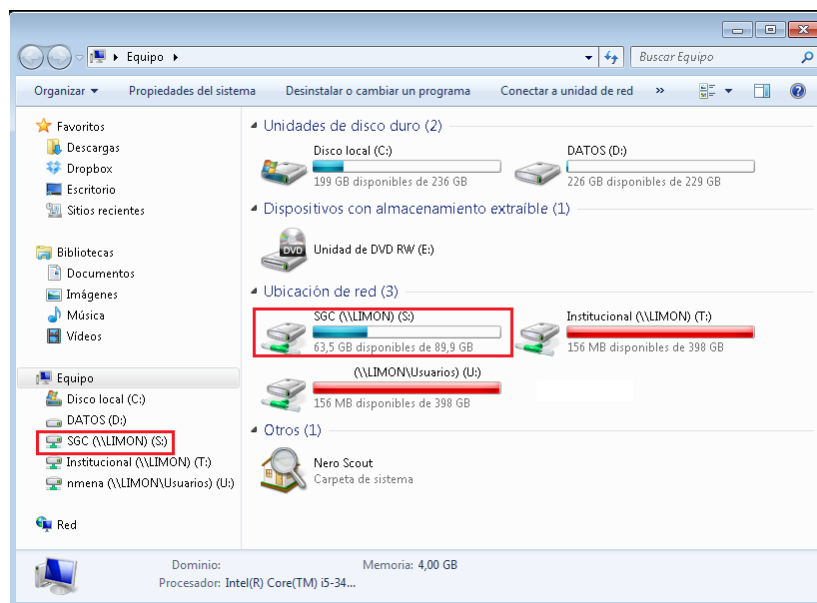 Equipo
Buscar Equipo
Organizar
Propiedades del sistema
Desinstalar o cambiar un programa
Conectar a unidad de red
»
Favoritos
Descargas
Dropbox
Escritorio
Sitios recientes
Bibliotecas
Documentos
Imágenes
Música
Vídeos
Equipo
Disco local (C:)
DATOS (D:)
SGC (\\LIMON) (S:)
Institucional (\\LIMON) (T:)
nmena (\\LIMON\Usuarios) (U:)
Red
Unidades de disco duro (2)
Disco local (C:)
199 GB disponibles de 236 GB
DATOS (D:)
226 GB disponibles de 229 GB
Dispositivos con almacenamiento extraíble (1)
DVD
Unidad de DVD RW (E:)
Ubicación de red (3)
SGC (\\LIMON) (S:)
63,5 GB disponibles de 89,9 GB
Institucional (\\LIMON) (T:)
156 MB disponibles de 398 GB
(\\LIMON\Usuarios) (U:)
156 MB disponibles de 398 GB
Otros (1)
Nero Scout
Carpeta de sistema
Dominio:
Memoria: 4,00 GB
Procesador: Intel(R) Core(TM) i5-34...